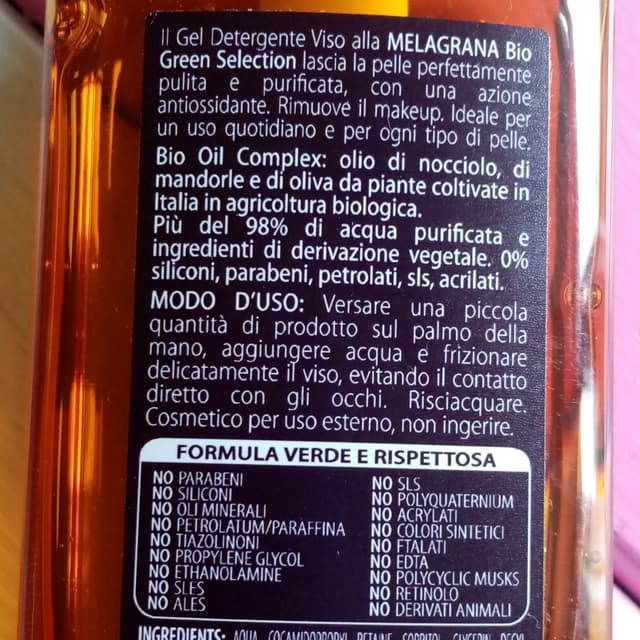 Il Gel Detergente Viso alla MELAGRANA Bio
Green Selection lascia la pelle perfettamente
pulita e purificata, con una azione
antiossidante. Rimuove il makeup. Ideale per
un uso quotidiano e per ogni tipo di pelle.
Bio Oil Complex: olio di nocciolo, di
mandorle e di oliva da piante coltivate in
Italia in agricoltura biologica.
Più del 98% di acqua purificata e
ingredienti di derivazione vegetale. 0%
siliconi, parabeni, petrolati, sls, acrilati.
MODO D'USO: Versare una piccola
quantità di prodotto sul palmo della
mano, aggiungere acqua e frizionare
delicatamente il viso, evitando il contatto
diretto con gli occhi. Risciacquare.
Cosmetico per uso esterno, non ingerire.
FORMULA VERDE E RISPETTOSA
NO PARABENI
NO SILICONI
NO OLI MINERALI
NO PETROLATUM/PARAFFINA
NO TIAZOLINONI
NO PROPYLENE GLYCOL
NO ETHANOLAMINE
NO SLES
NO ALES
NO SLS
NO POLYQUATERNIUM
NO ACRYLATI
NO COLORI SINTETICI
NO FTALATI
NO EDTA
NO POLYCYCLIC MUSKS
NO RETINOLO
NO DERIVATI ANIMALI
INGREDIENTS: AQUA, COCAMIDOPROPYL BETAINE, SORBITOL, GLYCERIN, DECYL